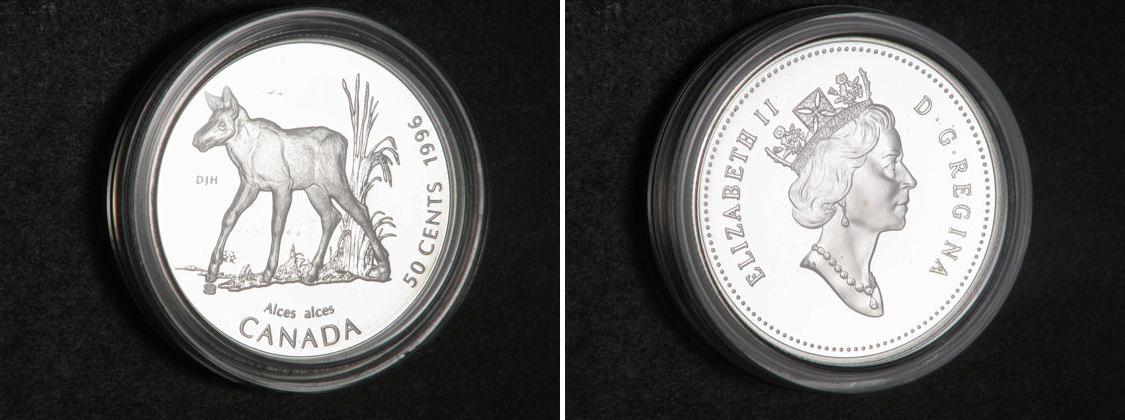 DJH
50 CENTS 1996
Alces alces
CANADA
ELIZABETH II D·G·REGINA